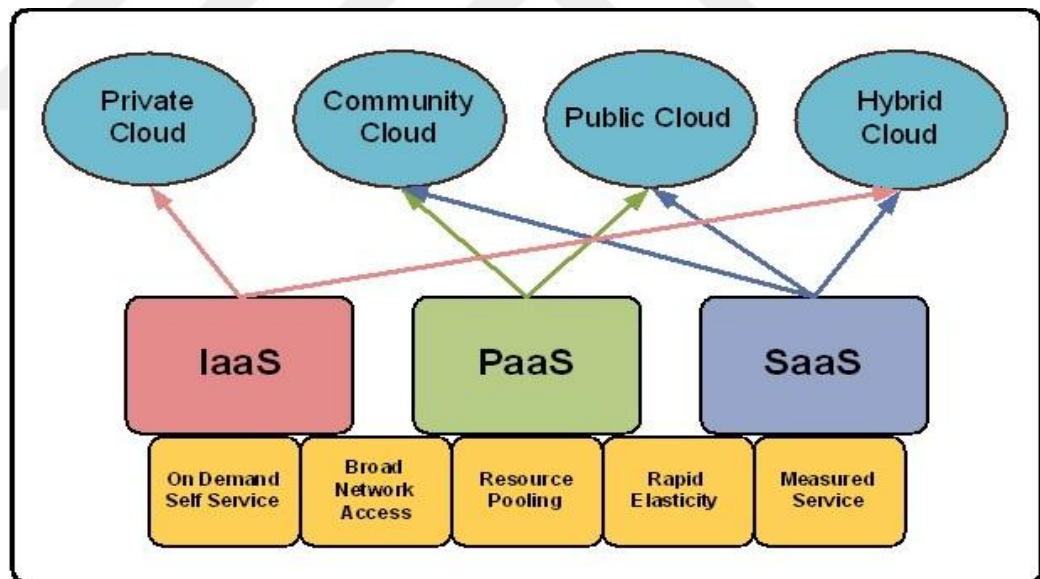 Private
Cloud
Community
Cloud
Public Cloud
Hybrid
Cloud
IaaS
PaaS
SaaS
On Demand
Self Service
Broad
Network
Access
Resource
Pooling
Rapid
Elasticity
Measured
Service